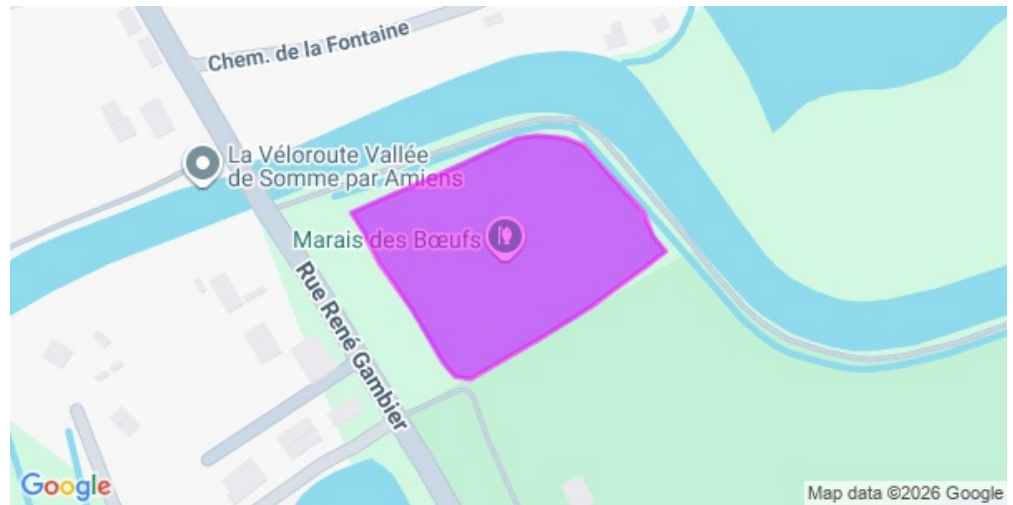 Chem. de la Fontaine
La Véloroute Vallée
de Somme par Amiens
Marais des Bœufs
Rue René Gambier
Google
Map data ©2026 Google